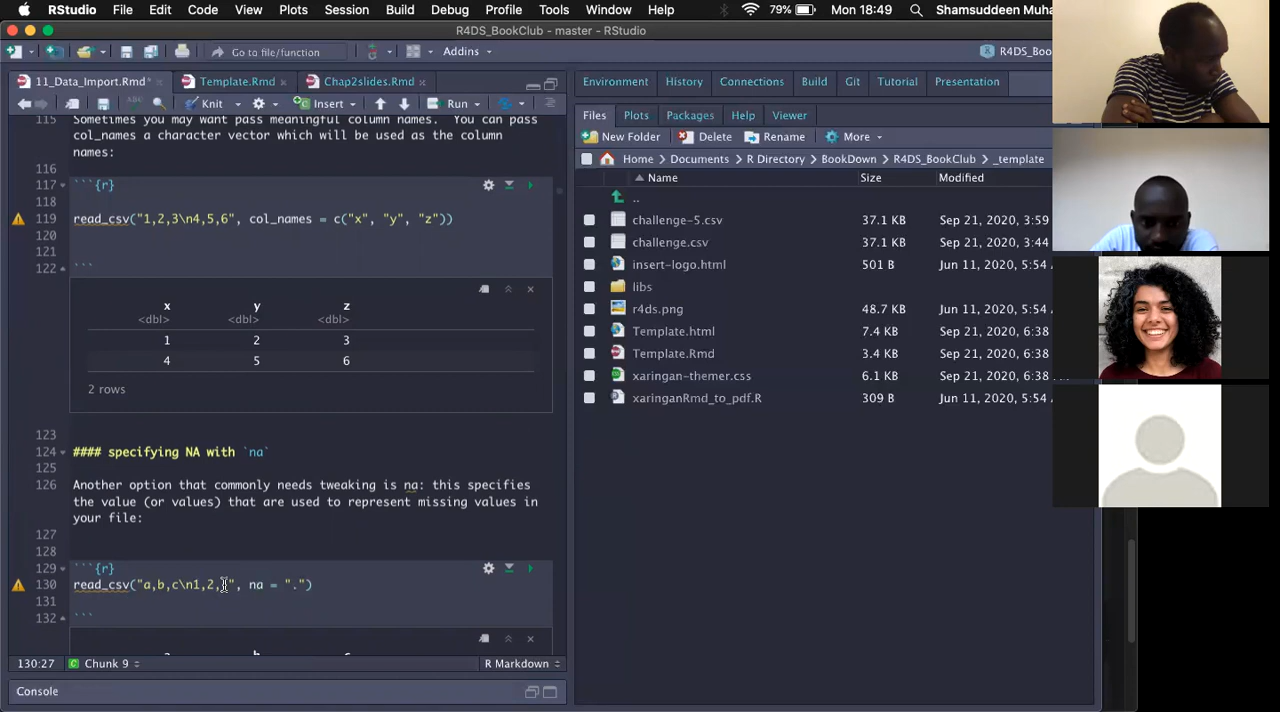 RStudio File Edit Code View Plots Session Build Debug Profile Tools Window Help 79% Mon 18:49 Shamsuddeen Muha
R4DS_BookClub - master - RStudio
Go to file/function Addins R4DS_Boo
11_Data_Import.Rmd* Template.Rmd Chap2slides.Rmd
Knit Insert Run
115 Sometimes you may want pass meaningful column names. You can pass
col_names a character vector which will be used as the column
names:
116
117 ```{r}
118
119 read_csv("1,2,3\n4,5,6", col_names = c("x", "y", "z"))
120
121
122 ```
x y z
<dbl> <dbl> <dbl>
1 2 3
4 5 6
2 rows
123
124 #### specifying NA with `na`
125
126 Another option that commonly needs tweaking is na: this specifies
the value (or values) that are used to represent missing values in
your file:
127
128
129 ```{r}
130 read_csv("a,b,c\n1,2,", na = ".")
131
132 ```
130:27 Chunk 9 R Markdown
Console
Environment History Connections Build Git Tutorial Presentation
Files Plots Packages Help Viewer
New Folder Delete Rename More
Home Documents R Directory BookDown R4DS_BookClub _template
Name Size Modified
..
challenge-5.csv 37.1 KB Sep 21, 2020, 3:59
challenge.csv 37.1 KB Sep 21, 2020, 3:44
insert-logo.html 501 B Jun 11, 2020, 5:54
libs
r4ds.png 48.7 KB Jun 11, 2020, 5:54
Template.html 7.4 KB Sep 21, 2020, 6:38
Template.Rmd 3.4 KB Sep 21, 2020, 6:38
xaringan-themer.css 6.1 KB Sep 21, 2020, 6:38
xaringanRmd_to_pdf.R 309 B Jun 11, 2020, 5:54